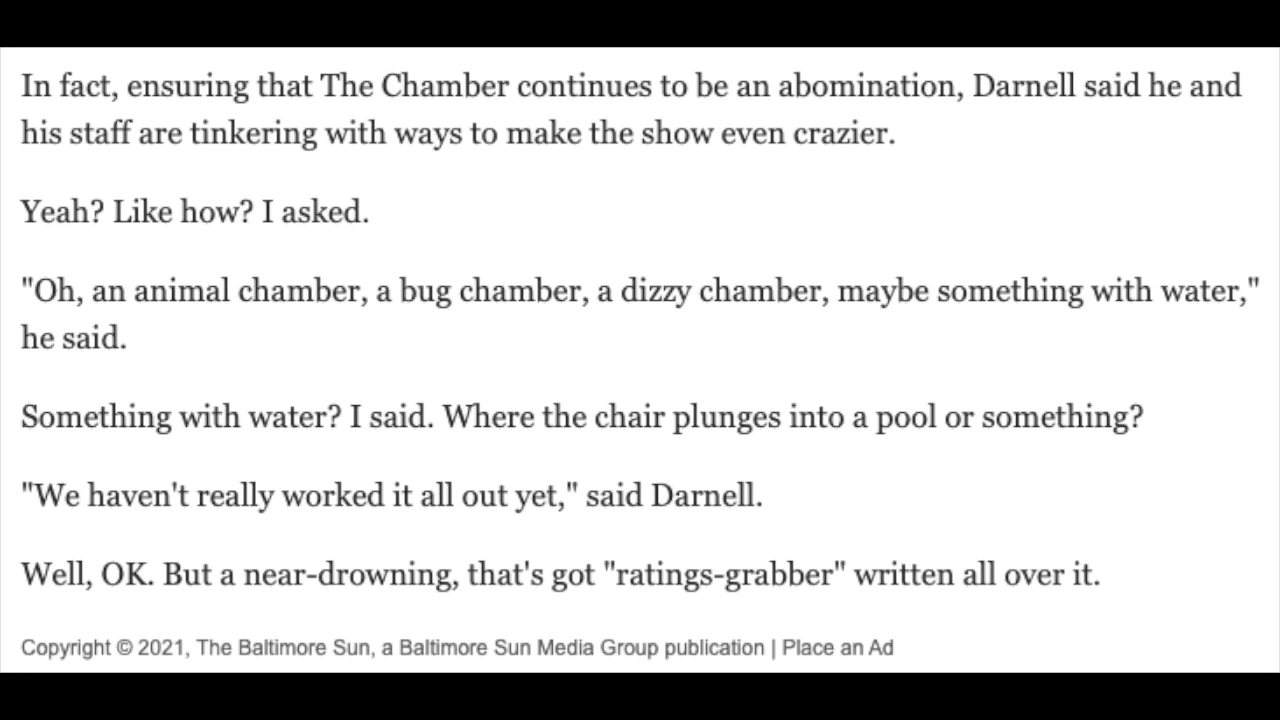 In fact, ensuring that The Chamber continues to be an abomination, Darnell said he and
his staff are tinkering with ways to make the show even crazier.
Yeah? Like how? I asked.
"Oh, an animal chamber, a bug chamber, a dizzy chamber, maybe something with water,"
he said.
Something with water? I said. Where the chair plunges into a pool or something?
"We haven't really worked it all out yet," said Darnell.
Well, OK. But a near-drowning, that's got "ratings-grabber" written all over it.
Copyright © 2021, The Baltimore Sun, a Baltimore Sun Media Group publication | Place an Ad